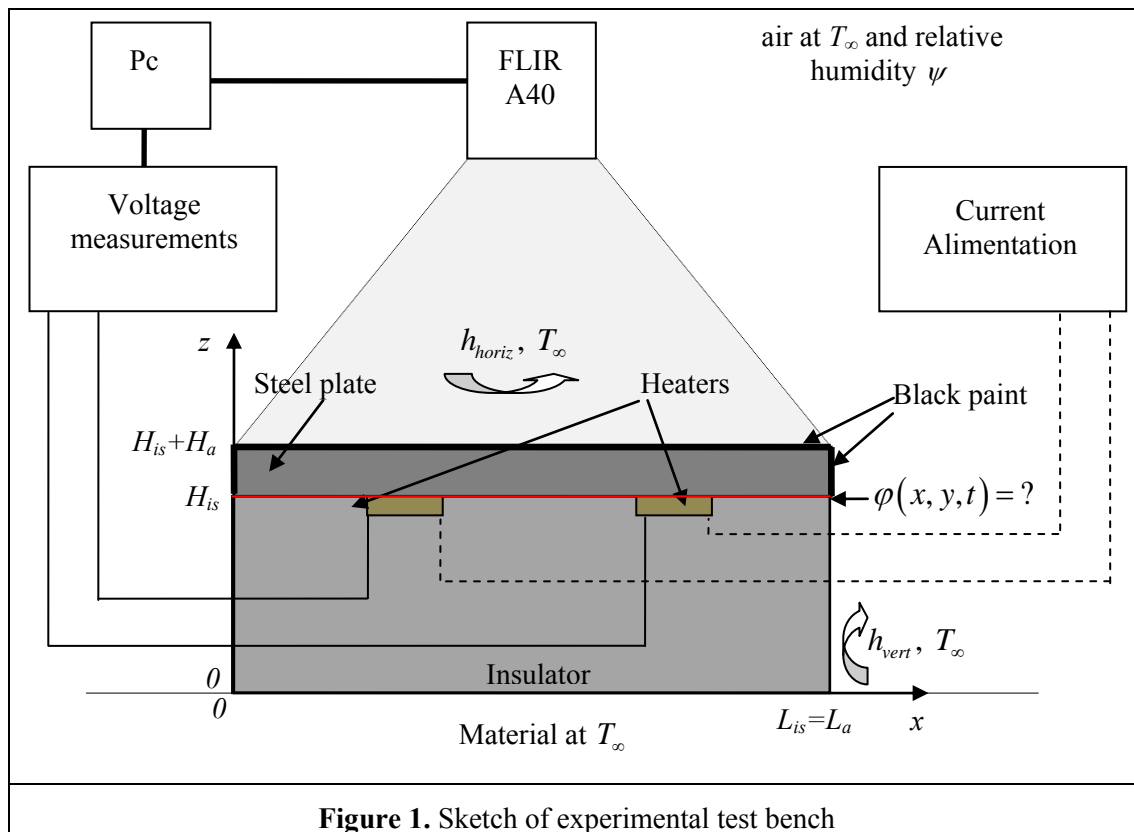 Pc
FLIR
A40
air at T∞ and relative
humidity ψ
Voltage
measurements
Current
Alimentation
z
h_horiz, T∞
Steel plate
Heaters
Black paint
H_is+H_a
H_is
φ(x, y, t) = ?
h_vert, T∞
Insulator
0
0
L_is=L_a
x
Material at T∞
Figure 1. Sketch of experimental test bench